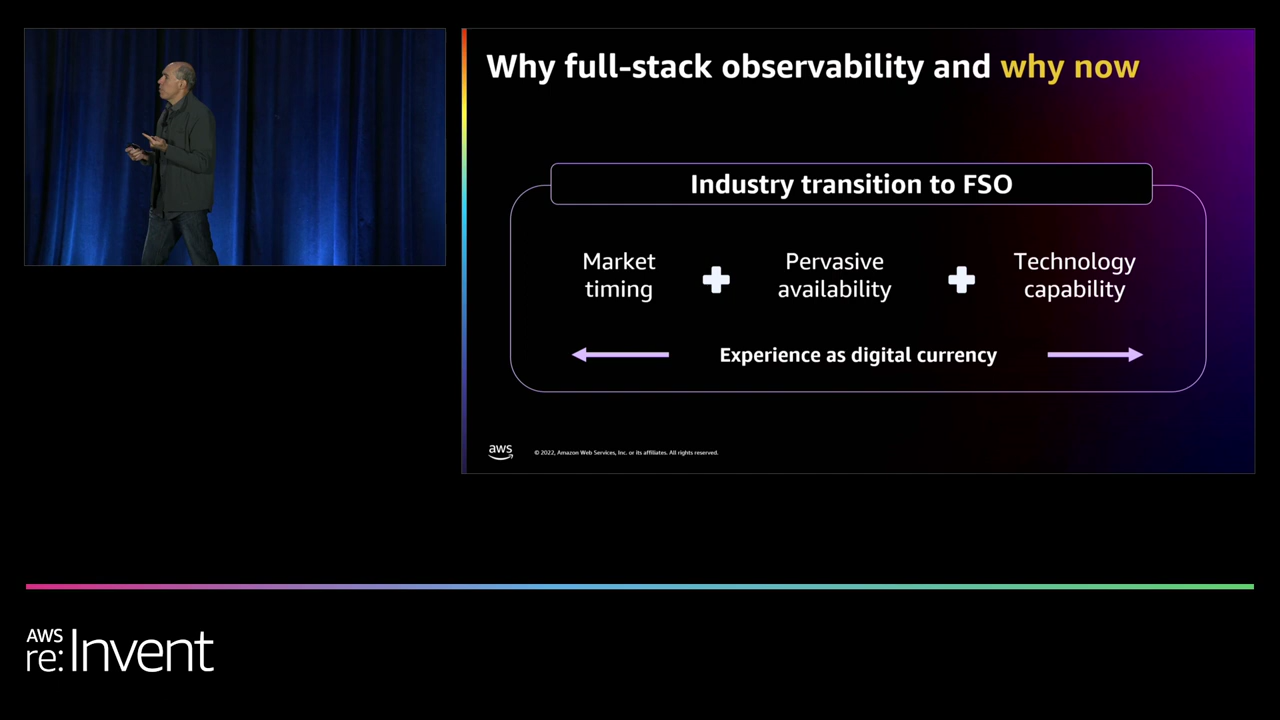 Why full-stack observability and why now
Industry transition to FSO
Market
timing
Pervasive
availability
Technology
capability
Experience as digital currency
aws
© 2022, Amazon Web Services, Inc. or its affiliates. All rights reserved.
AWS
re:Invent